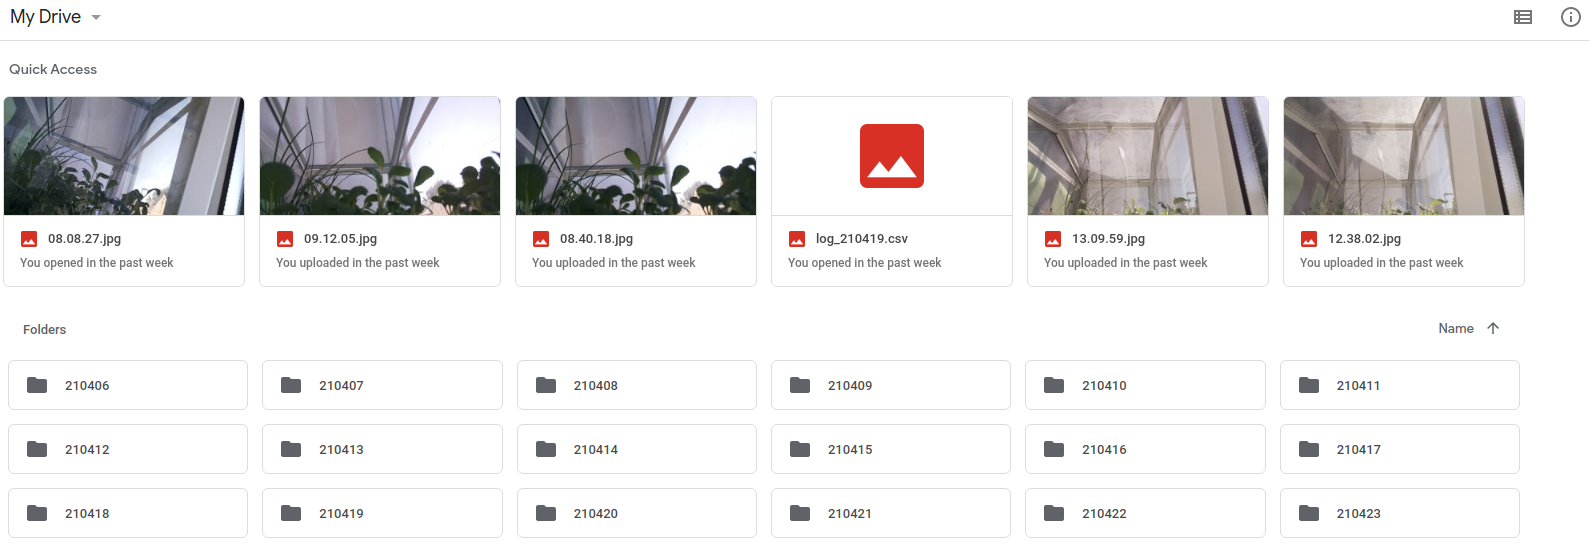 My Drive
Quick Access
08.08.27.jpg
You opened in the past week
09.12.05.jpg
You uploaded in the past week
08.40.18.jpg
You uploaded in the past week
log_210419.csv
You opened in the past week
13.09.59.jpg
You uploaded in the past week
12.38.02.jpg
You uploaded in the past week
Folders
Name
210406
210407
210408
210409
210410
210411
210412
210413
210414
210415
210416
210417
210418
210419
210420
210421
210422
210423